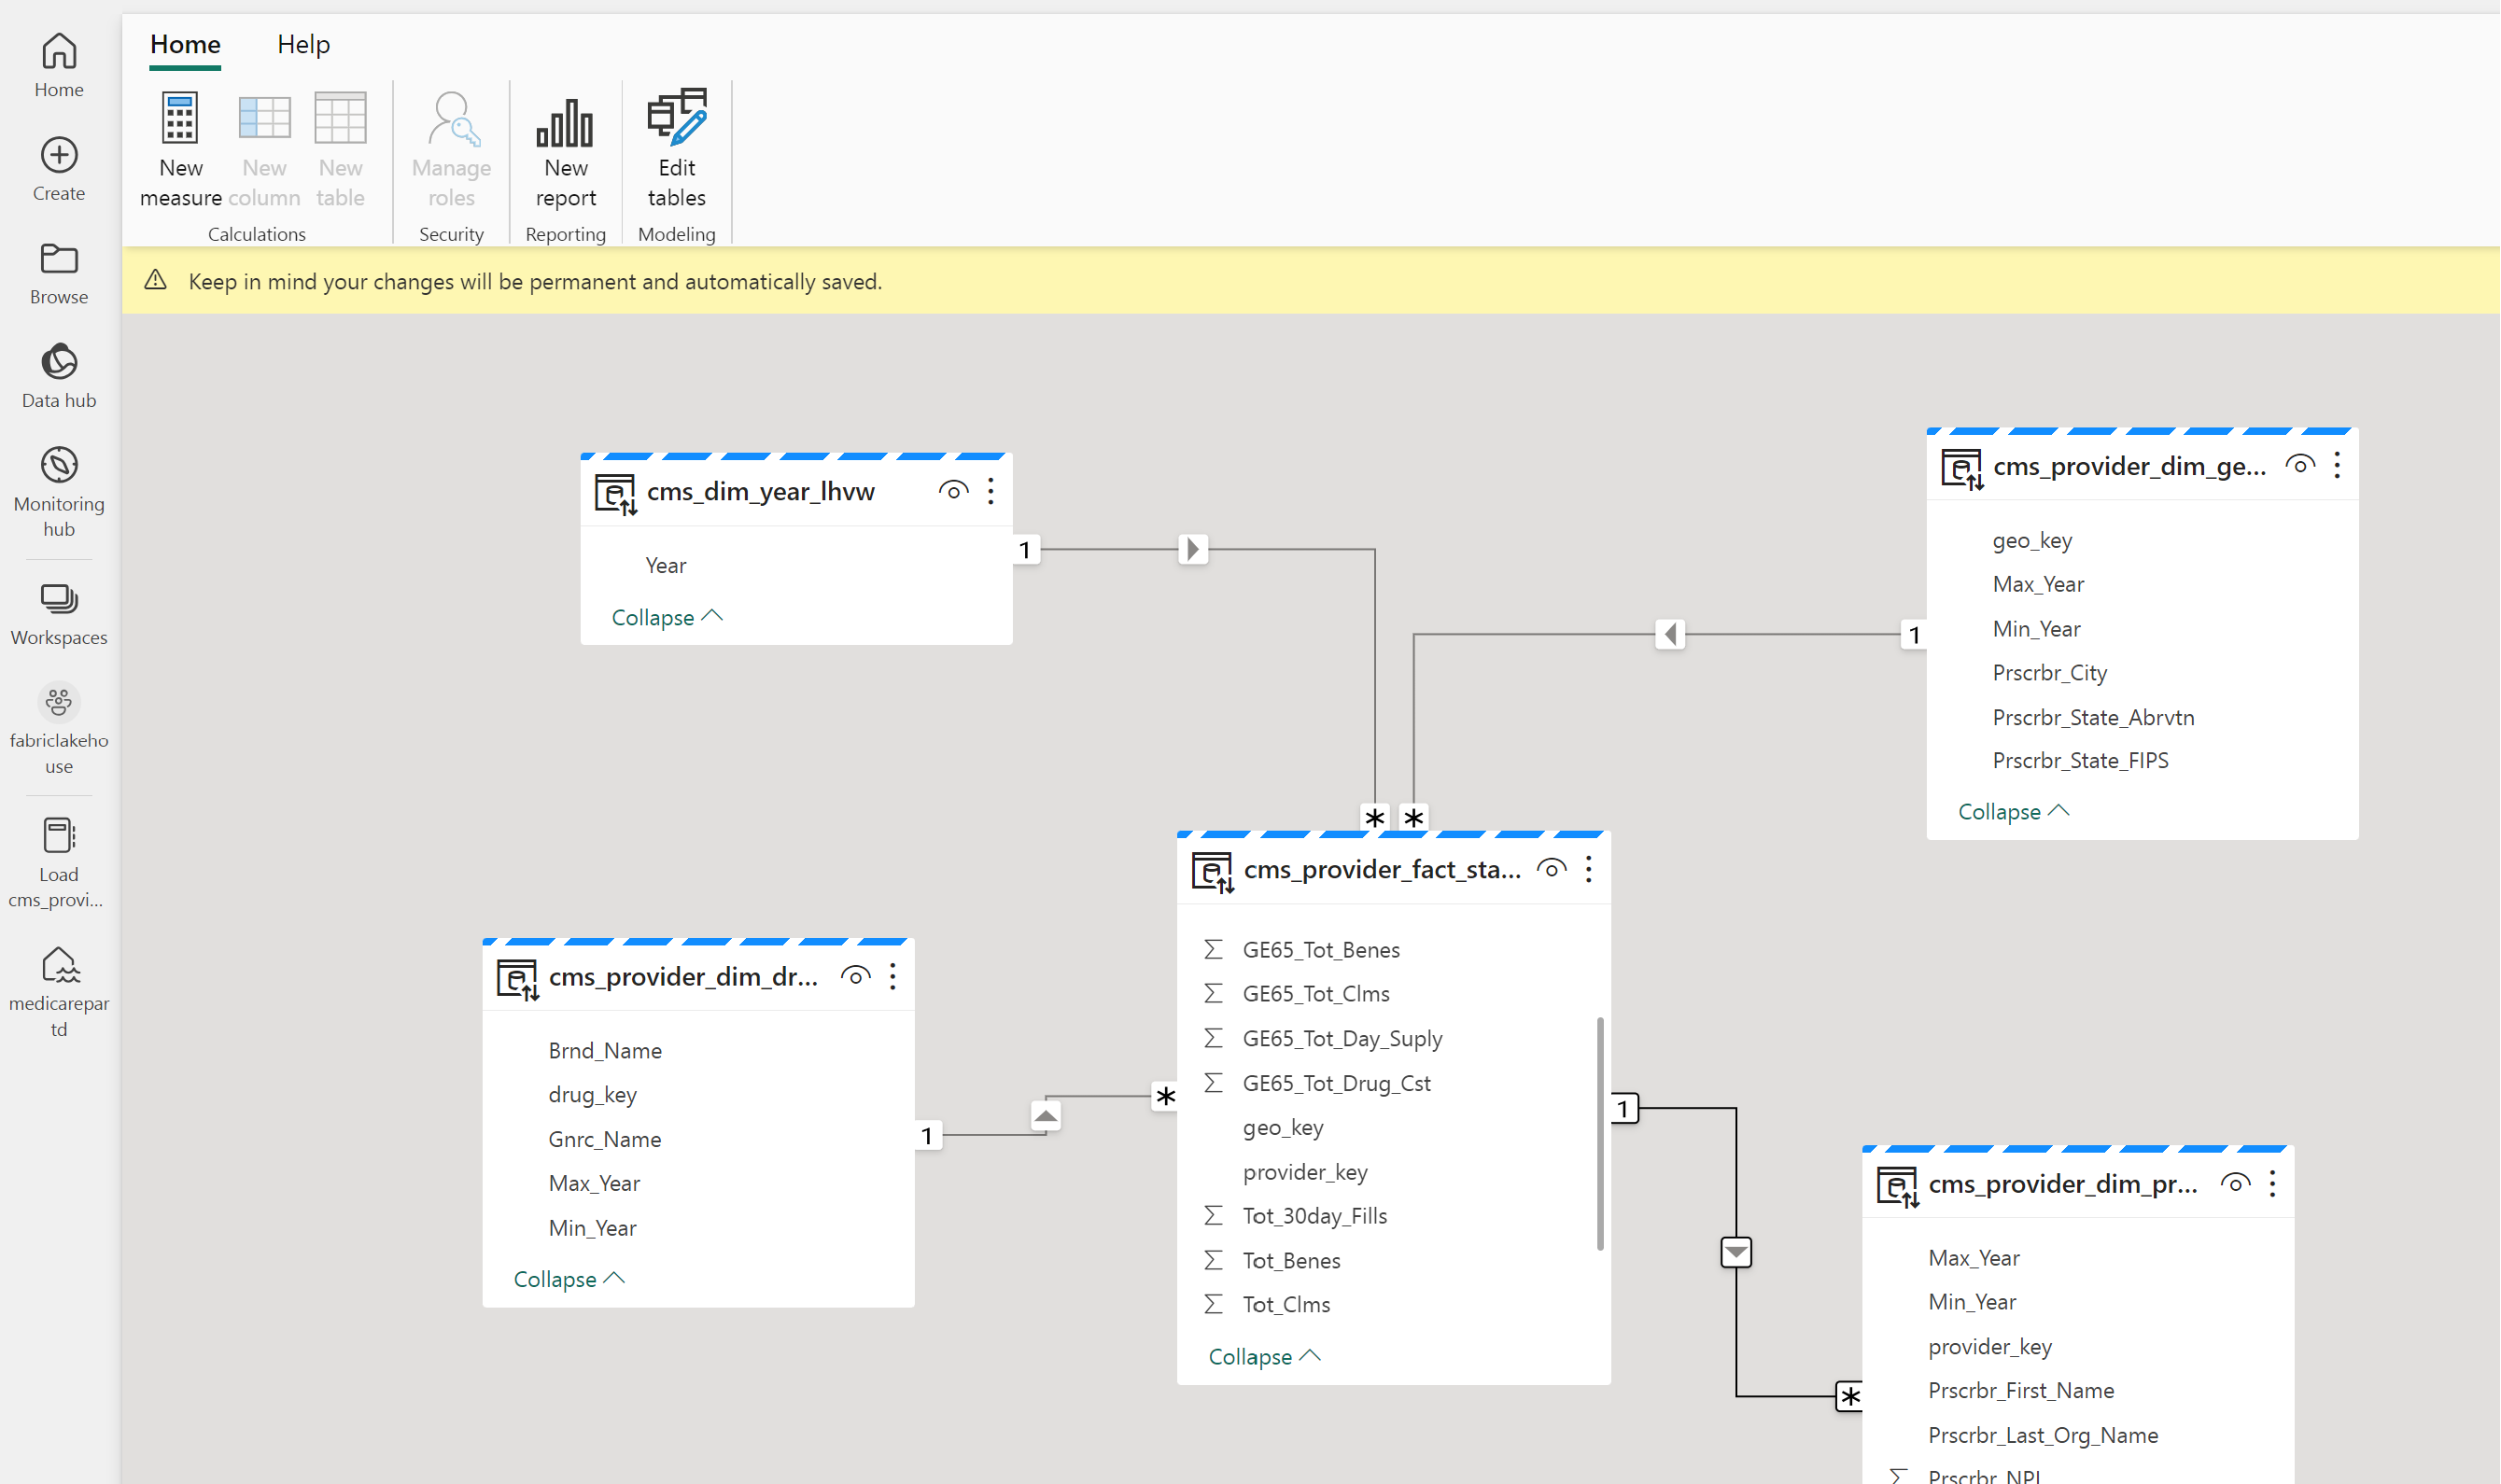 Home
Create
Browse
Data hub
Monitoring
hub
Workspaces
fabriclakeho
use
Load
cms_provi...
medicarepar
td
Home Help
New
measure
New
column
New
table
Calculations
Manage
roles
Security
New
report
Reporting
Edit
tables
Modeling
Keep in mind your changes will be permanent and automatically saved.
cms_dim_year_lhvw
Year
Collapse
1
*
cms_provider_dim_ge...
geo_key
Max_Year
Min_Year
Prscrbr_City
Prscrbr_State_Abrvtn
Prscrbr_State_FIPS
Collapse
1
*
cms_provider_dim_dr...
Brnd_Name
drug_key
Gnrc_Name
Max_Year
Min_Year
Collapse
1
*
cms_provider_fact_sta...
GE65_Tot_Benes
GE65_Tot_Clms
GE65_Tot_Day_Suply
GE65_Tot_Drug_Cst
geo_key
provider_key
Tot_30day_Fills
Tot_Benes
Tot_Clms
Collapse
1
*
cms_provider_dim_pr...
Max_Year
Min_Year
provider_key
Prscrbr_First_Name
Prscrbr_Last_Org_Name
Prscrbr_NPI